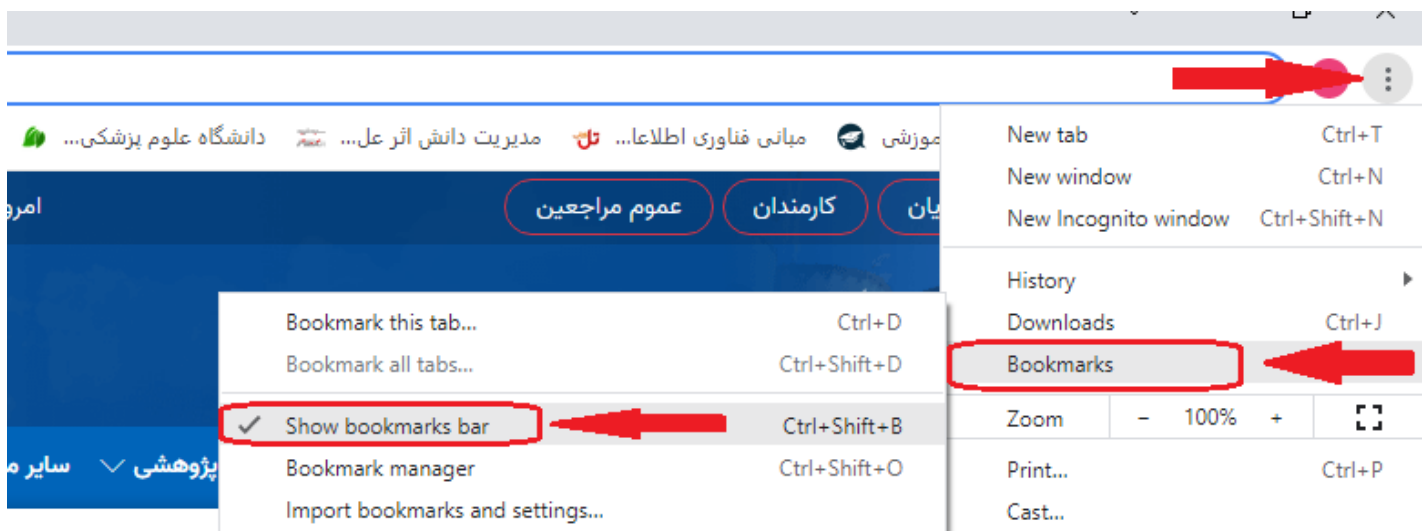 دانشگاه علوم پزشکی... مدیریت دانش اثر عل... مبانی فناوری اطلاعا... موزشی
امرو عموم مراجعین کارمندان یان
New tab Ctrl+T
New window Ctrl+N
New Incognito window Ctrl+Shift+N
History
Downloads Ctrl+J
Bookmarks
Zoom - 100% +
Print... Ctrl+P
Cast...
Bookmark this tab... Ctrl+D
Bookmark all tabs... Ctrl+Shift+D
Show bookmarks bar Ctrl+Shift+B
Bookmark manager Ctrl+Shift+O
Import bookmarks and settings...
پژوهشی سایر م